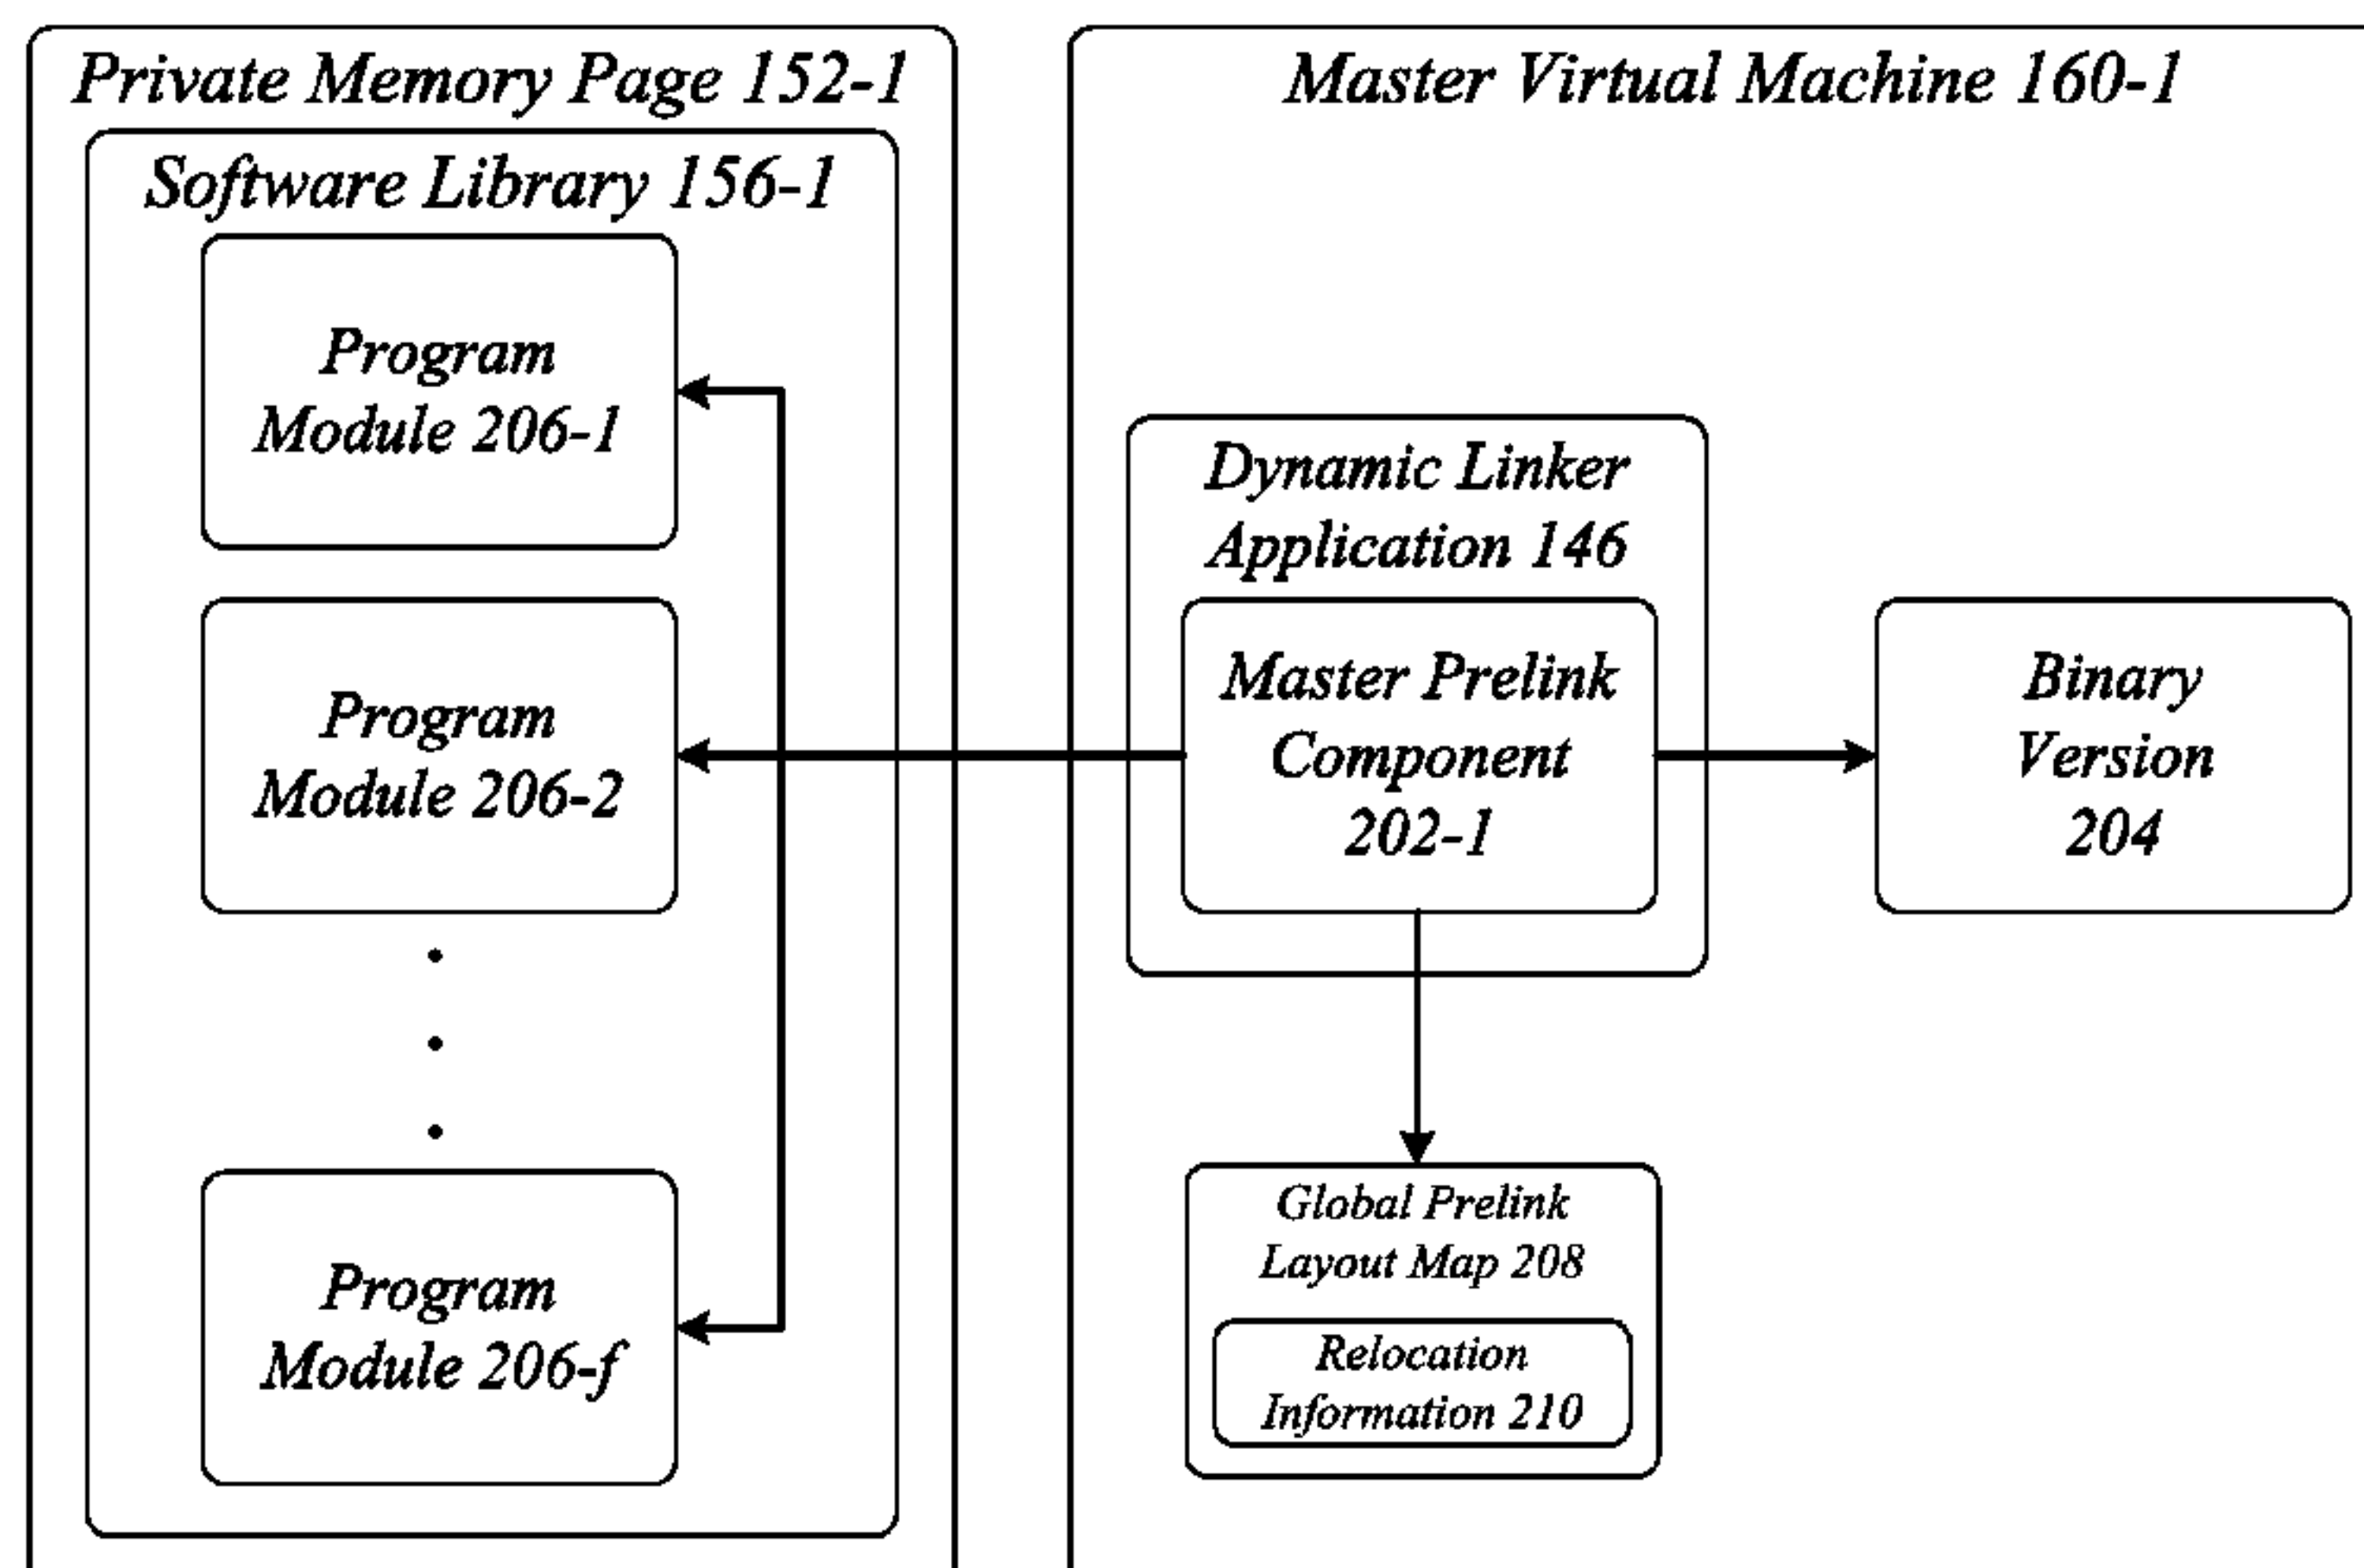 Private Memory Page 152-1
Software Library 156-1
Program
Module 206-1
Program
Module 206-2
Program
Module 206-f
Master Virtual Machine 160-1
Dynamic Linker
Application 146
Master Prelink
Component
202-1
Binary
Version
204
Global Prelink
Layout Map 208
Relocation
Information 210